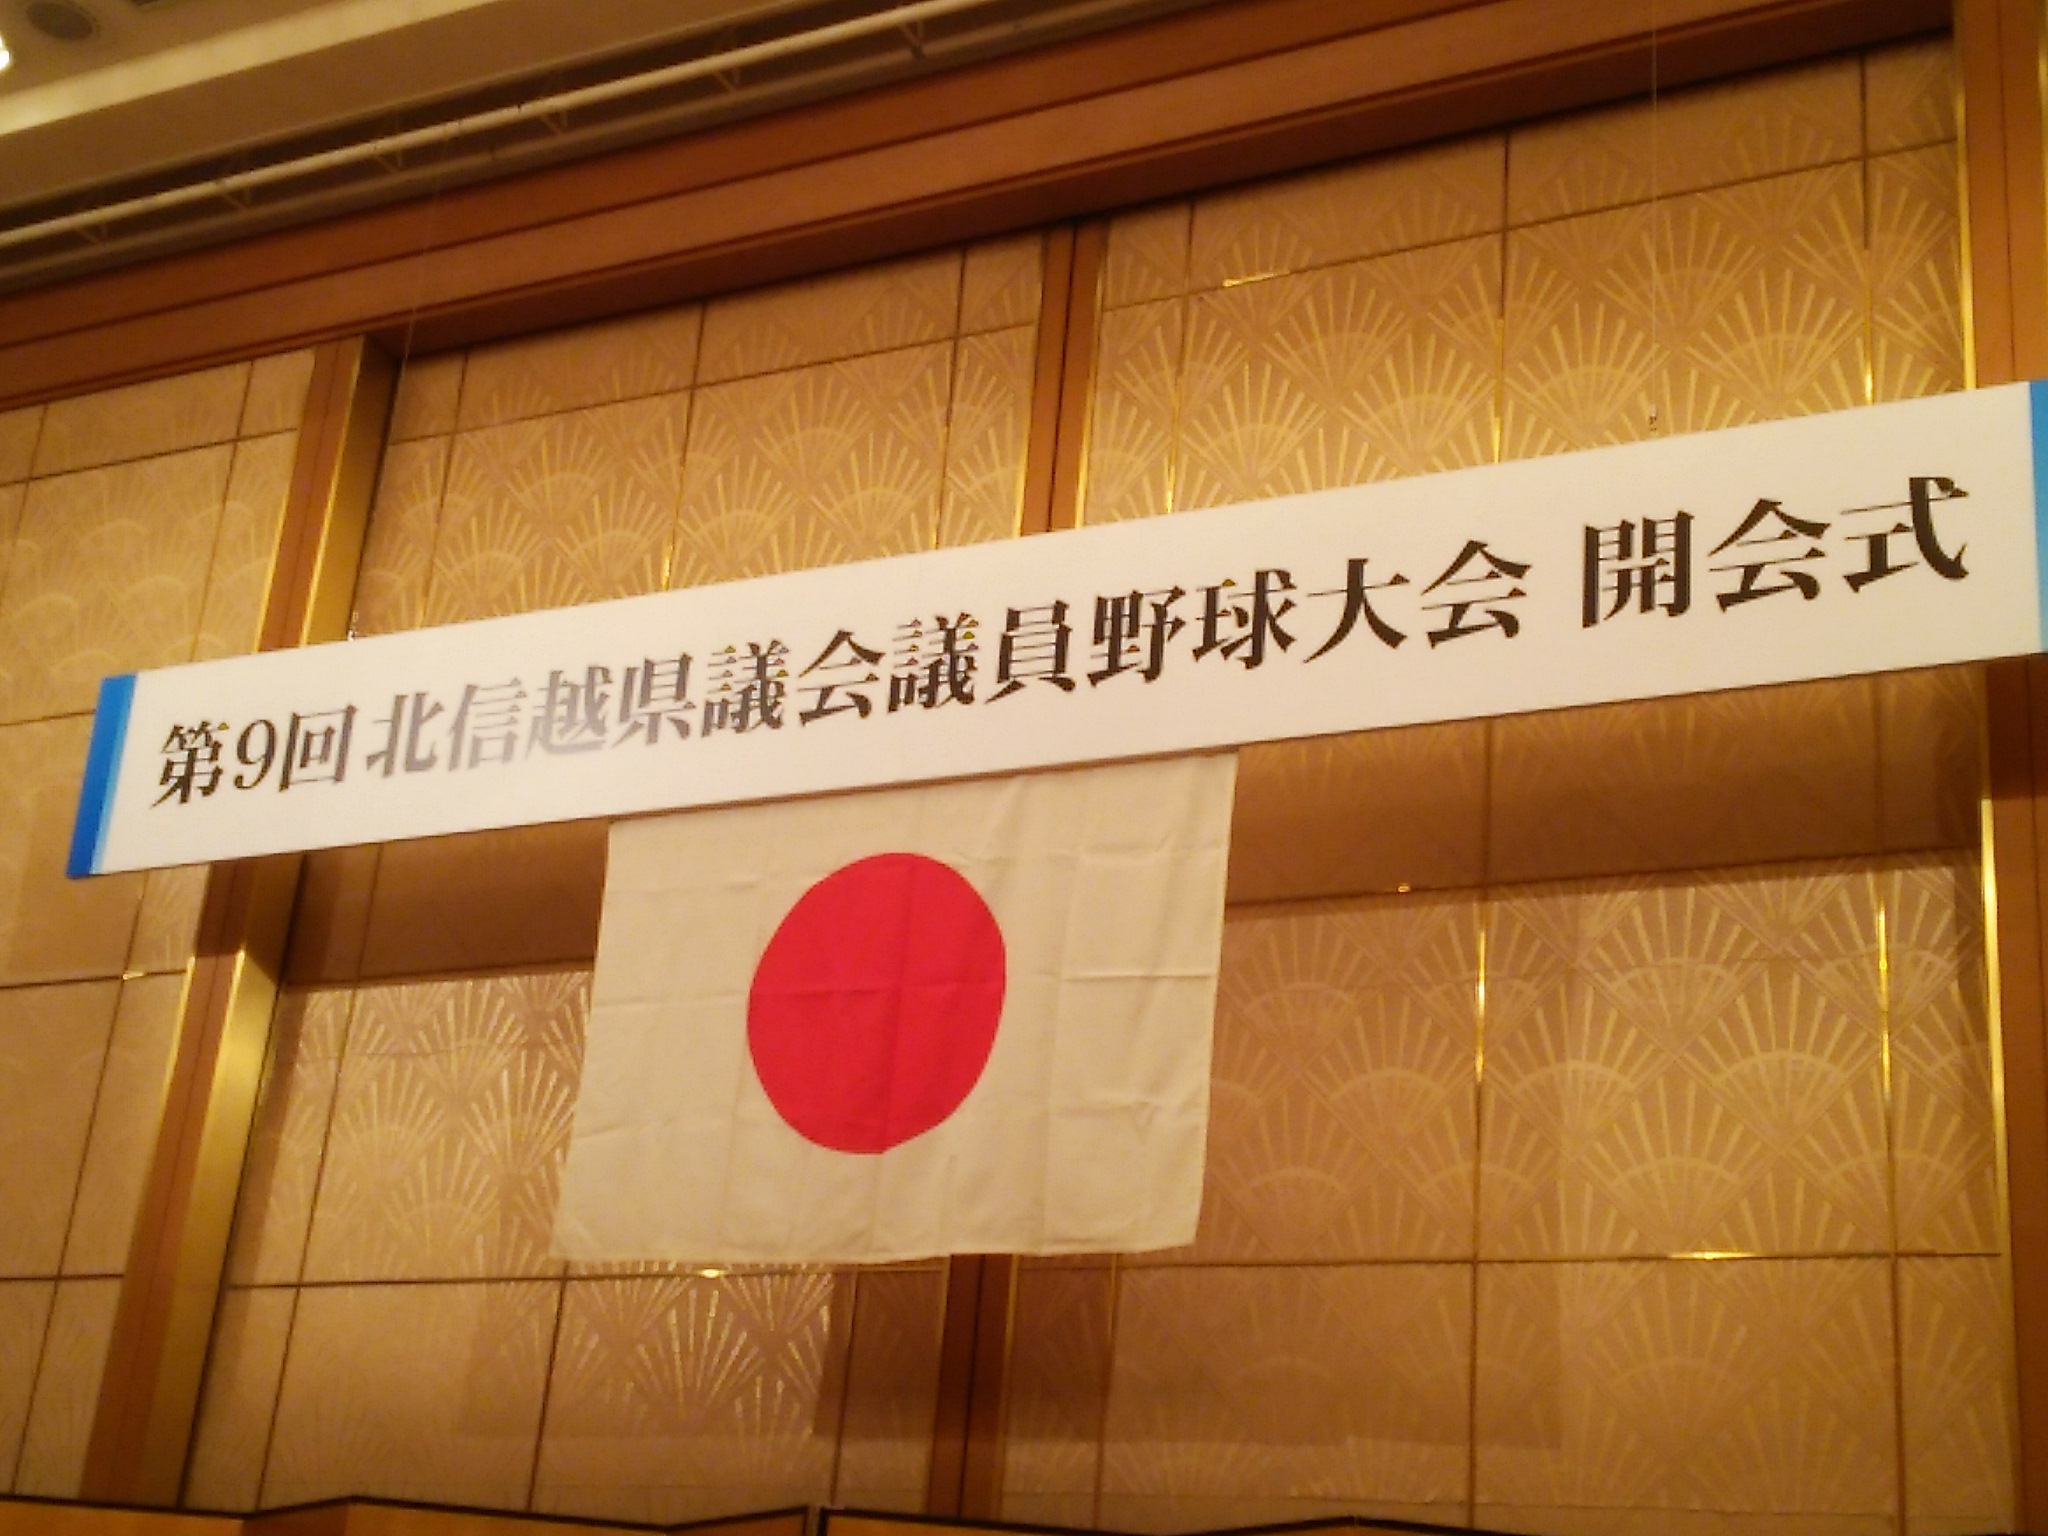 第9回 北信越県議会議員野球大会 開会式